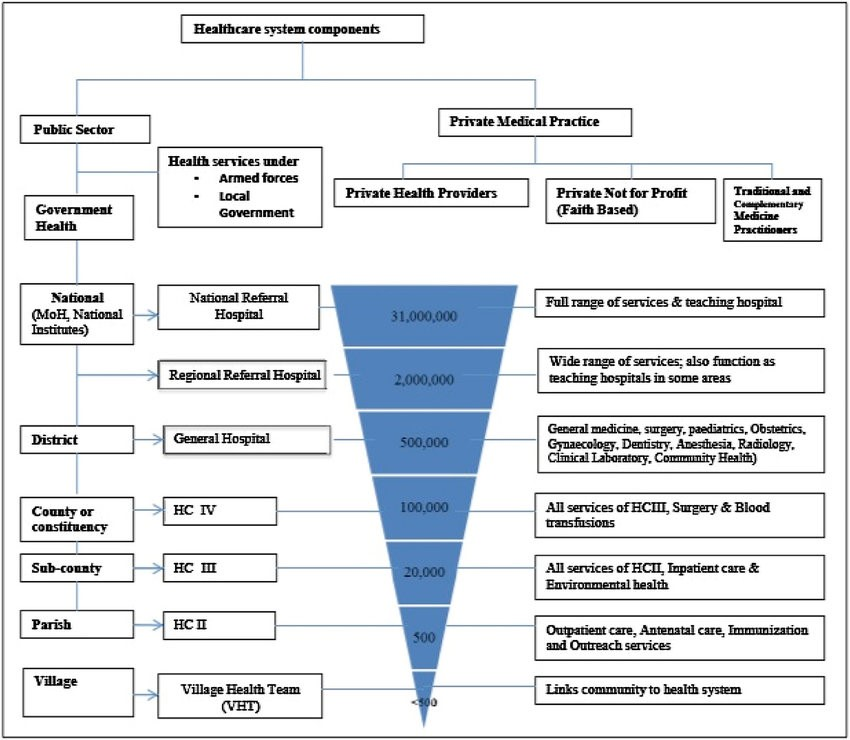 Healthcare system components
Public Sector
Private Medical Practice
Health services under
- Armed forces
- Local
Government
Private Health Providers
Private Not for Profit
(Faith Based)
Traditional and
Complementary
Medicine
Practitioners
Government
Health
National
(MoH, National
Institutes)
National Referral
Hospital
31,000,000
Full range of services & teaching hospital
Regional Referral Hospital
2,000,000
Wide range of services; also function as
teaching hospitals in some areas
District
General Hospital
500,000
General medicine, surgery, paediatrics, Obstetrics,
Gynaecology, Dentistry, Anesthesia, Radiology,
Clinical Laboratory, Community Health)
County or
constituency
HC IV
100,000
All services of HCIII, Surgery & Blood
transfusions
Sub-county
HC III
20,000
All services of HCII, Inpatient care &
Environmental health
Parish
HC II
500
Outpatient care, Antenatal care, Immunization
and Outreach services
Village
Village Health Team
(VHT)
<500
Links community to health system